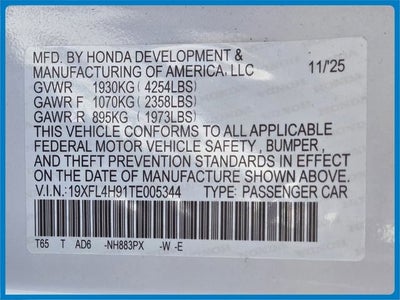 MFD. BY HONDA DEVELOPMENT &
MANUFACTURING OF AMERICA, LLC 11/'25
GVWR 1930KG (4254LBS)
GAWR F 1070KG (2358LBS)
GAWR R 895KG (1973LBS)
THIS VEHICLE CONFORMS TO ALL APPLICABLE
FEDERAL MOTOR VEHICLE SAFETY , BUMPER ,
AND THEFT PREVENTION STANDARDS IN EFFECT
ON THE DATE OF MANUFACTURE SHOWN ABOVE.
V.I.N.: 19XFL4H91TE005344 TYPE: PASSENGER CAR
T65 T AD6 -NH883PX -W -E